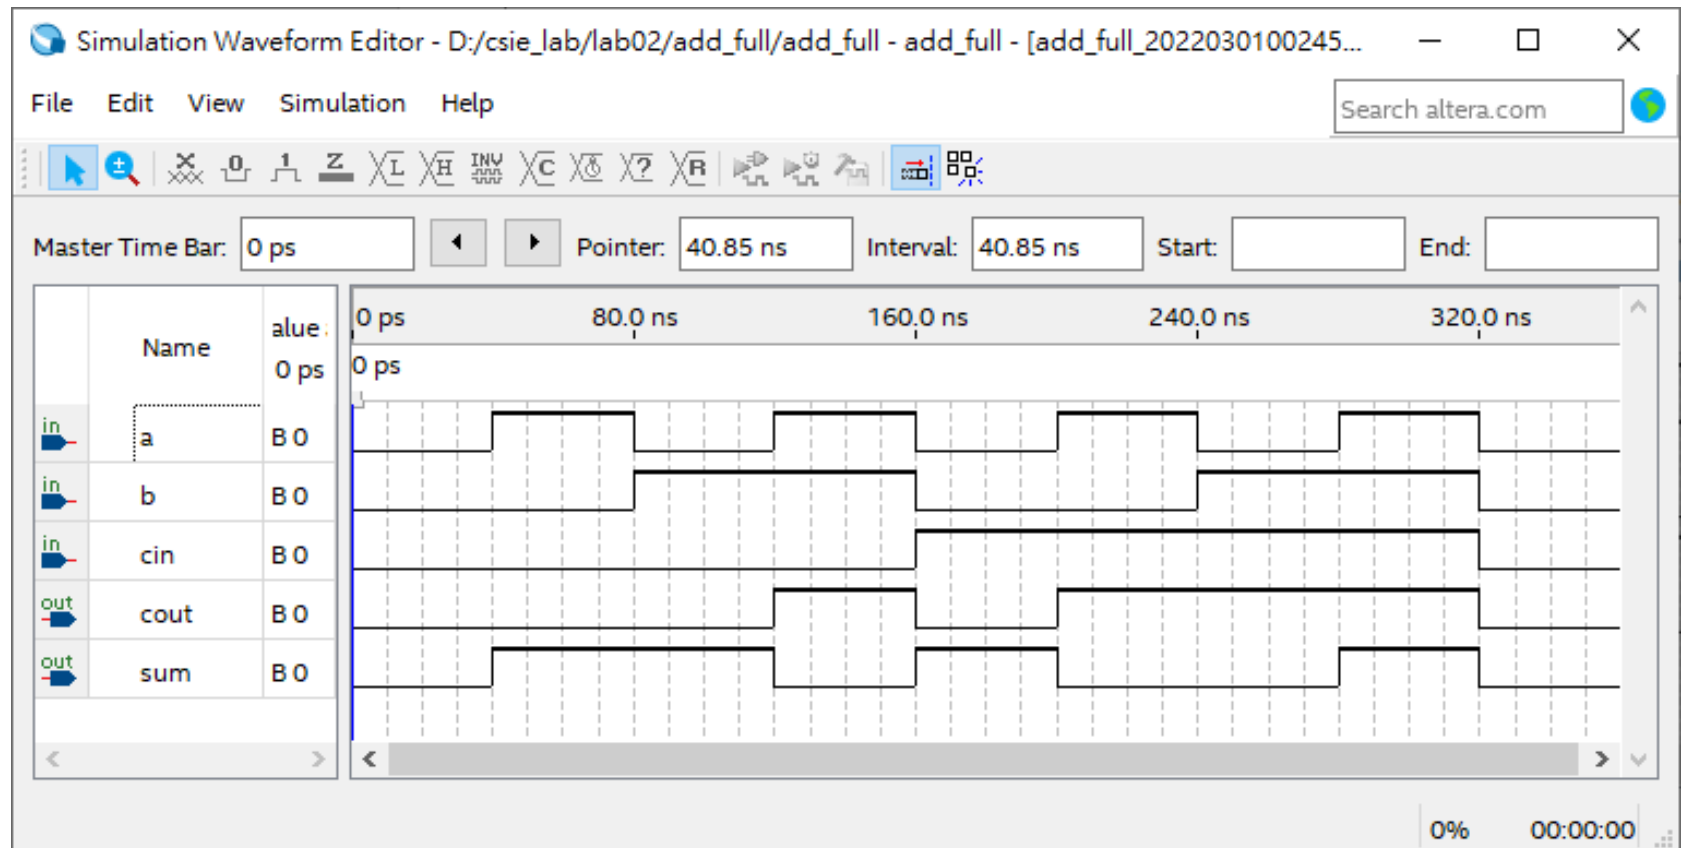 Simulation Waveform Editor - D:/csie_lab/lab02/add_full/add_full - add_full - [add_full_2022030100245...
File Edit View Simulation Help
Search altera.com
X 0 1 Z L H INV C ? R
Master Time Bar: 0 ps Pointer: 40.85 ns Interval: 40.85 ns Start: End:
Name alue 0 ps
0 ps 80.0 ns 160.0 ns 240.0 ns 320.0 ns
0 ps
in a B 0
in b B 0
in cin B 0
out cout B 0
out sum B 0
0% 00:00:00